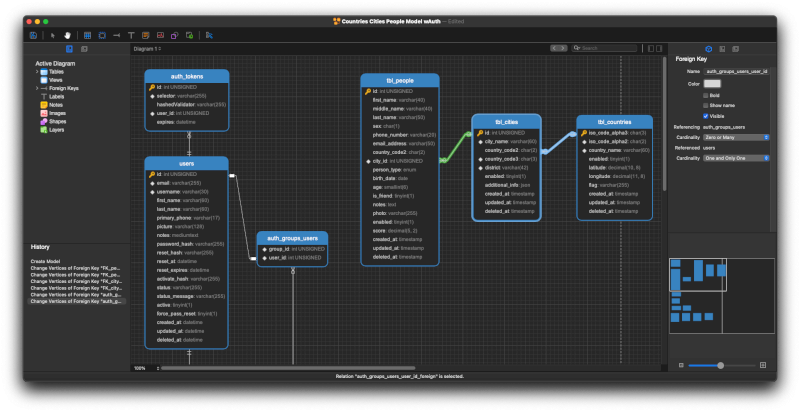 Countries Cities People Model wAuth — Edited
Diagram 1
Search
Active Diagram
Tables
Views
Foreign Keys
Labels
Notes
Images
Shapes
Layers
History
Create Model
Change Vertices of Foreign Key "FK_pe...
Change Vertices of Foreign Key "FK_pe...
Change Vertices of Foreign Key "FK_city...
Change Vertices of Foreign Key "FK_city...
Change Vertices of Foreign Key "auth_g...
Change Vertices of Foreign Key "auth_g...
auth_tokens
id: int UNSIGNED
selector: varchar(255)
hashedValidator: varchar(255)
user_id: int UNSIGNED
expires: datetime
users
id: int UNSIGNED
email: varchar(255)
username: varchar(30)
first_name: varchar(60)
last_name: varchar(60)
primary_phone: varchar(17)
picture: varchar(128)
notes: mediumtext
password_hash: varchar(255)
reset_hash: varchar(255)
reset_at: datetime
reset_expires: datetime
activate_hash: varchar(255)
status: varchar(255)
status_message: varchar(255)
active: tinyint(1)
force_pass_reset: tinyint(1)
created_at: datetime
updated_at: datetime
deleted_at: datetime
auth_groups_users
group_id: int UNSIGNED
user_id: int UNSIGNED
tbl_people
id: int UNSIGNED
first_name: varchar(40)
middle_name: varchar(40)
last_name: varchar(50)
sex: char(1)
phone_number: varchar(20)
email_address: varchar(50)
country_code2: char(2)
city_id: int UNSIGNED
person_type: enum
birth_date: date
age: smallint(6)
is_friend: tinyint(1)
notes: text
photo: varchar(255)
enabled: tinyint(1)
score: decimal(5, 2)
created_at: timestamp
updated_at: timestamp
deleted_at: timestamp
tbl_cities
id: int UNSIGNED
city_name: varchar(60)
country_code2: char(2)
country_code3: char(3)
district: varchar(42)
enabled: tinyint(1)
additional_info: json
created_at: timestamp
updated_at: timestamp
deleted_at: timestamp
tbl_countries
iso_code_alpha3: char(3)
iso_code_alpha2: char(2)
country_name: varchar(60)
enabled: tinyint(1)
latitude: decimal(10, 8)
longitude: decimal(11, 8)
flag: varchar(255)
created_at: timestamp
updated_at: timestamp
deleted_at: timestamp
100%
Foreign Key
Name auth_groups_users_user_id
Color
Bold
Show name
Visible
Referencing auth_groups_users
Cardinality Zero or Many
Referenced users
Cardinality One and Only One
Relation "auth_groups_users_user_id_foreign" is selected.